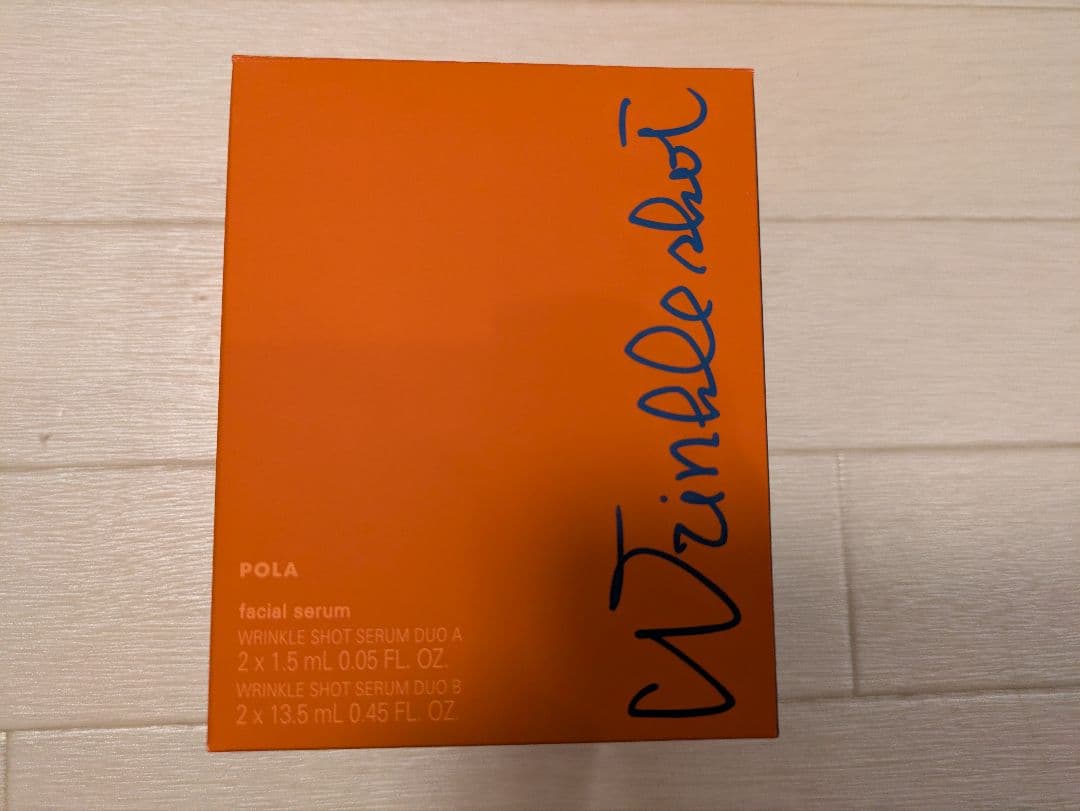 Wrinkle shot
POLA
facial serum
WRINKLE SHOT SERUM DUO A
2 x 1.5 mL 0.05 FL. OZ.
WRINKLE SHOT SERUM DUO B
2 x 13.5 mL 0.45 FL. OZ.